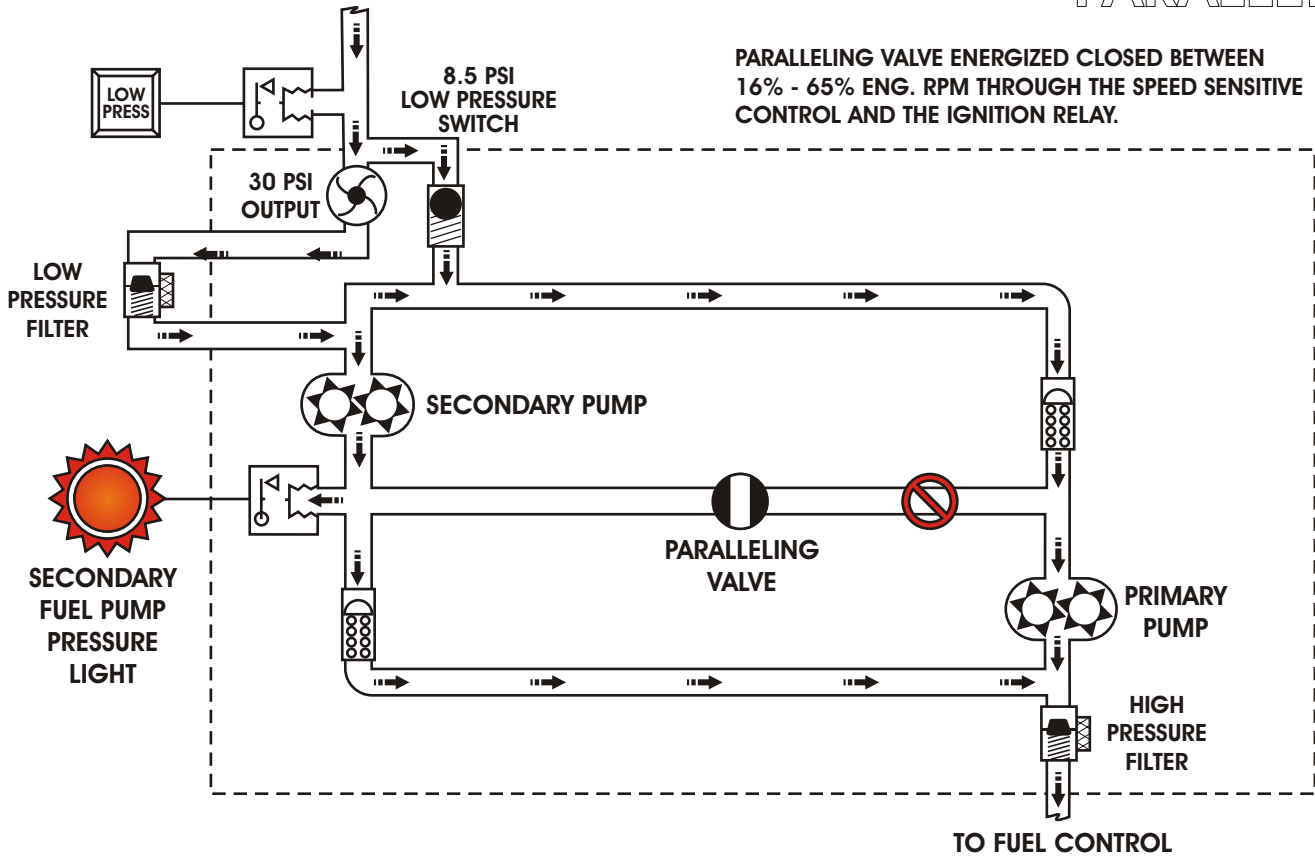 PARALLELING VALVE ENERGIZED CLOSED BETWEEN
16% - 65% ENG. RPM THROUGH THE SPEED SENSITIVE
CONTROL AND THE IGNITION RELAY.
LOW
PRESS
8.5 PSI
LOW PRESSURE
SWITCH
30 PSI
OUTPUT
LOW
PRESSURE
FILTER
SECONDARY PUMP
SECONDARY
FUEL PUMP
PRESSURE
LIGHT
PARALLELING
VALVE
PRIMARY
PUMP
HIGH
PRESSURE
FILTER
TO FUEL CONTROL